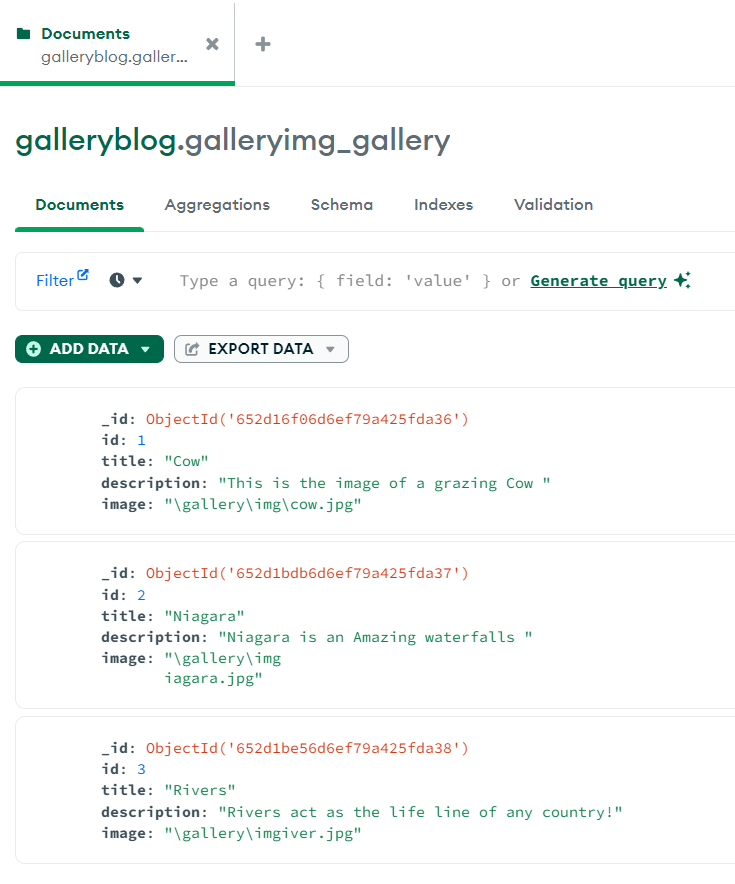 Documents
galleryblog.galler...
galleryblog.galleryimg_gallery
Documents Aggregations Schema Indexes Validation
Filter Type a query: { field: 'value' } or Generate query
ADD DATA EXPORT DATA
_id: ObjectId('652d16f06d6ef79a425fda36')
id: 1
title: "Cow"
description: "This is the image of a grazing Cow "
image: "\gallery\img\cow.jpg"
_id: ObjectId('652d1bdb6d6ef79a425fda37')
id: 2
title: "Niagara"
description: "Niagara is an Amazing waterfalls "
image: "\gallery\img
iagara.jpg"
_id: ObjectId('652d1be56d6ef79a425fda38')
id: 3
title: "Rivers"
description: "Rivers act as the life line of any country!"
image: "\gallery\imgiver.jpg"